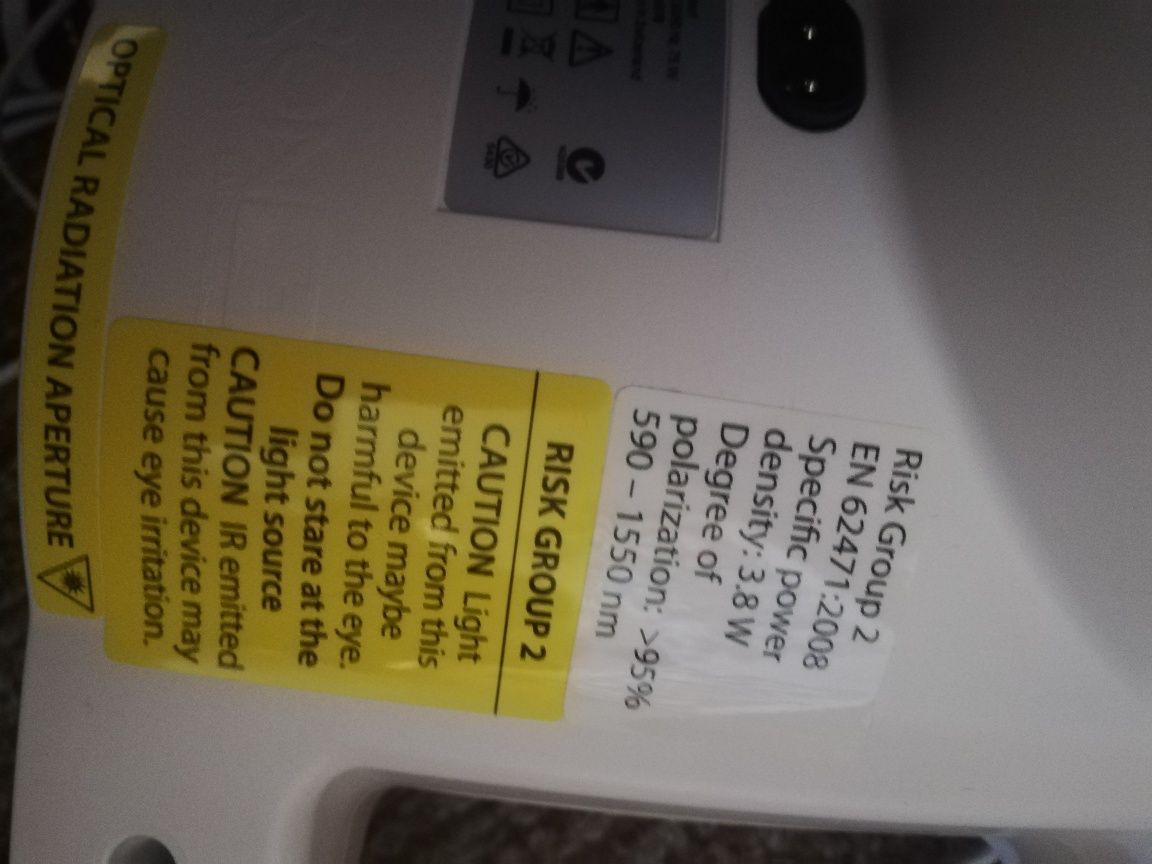 OPTICAL RADIATION APERTURE
Risk Group 2
EN 62471:2008
Specific power
density: 3.8 W
Degree of
polarization: >95%
590 – 1550 nm
RISK GROUP 2
CAUTION Light
emitted from this
device maybe
harmful to the eye.
Do not stare at the
light source
CAUTION IR emitted
from this device may
cause eye irritation.